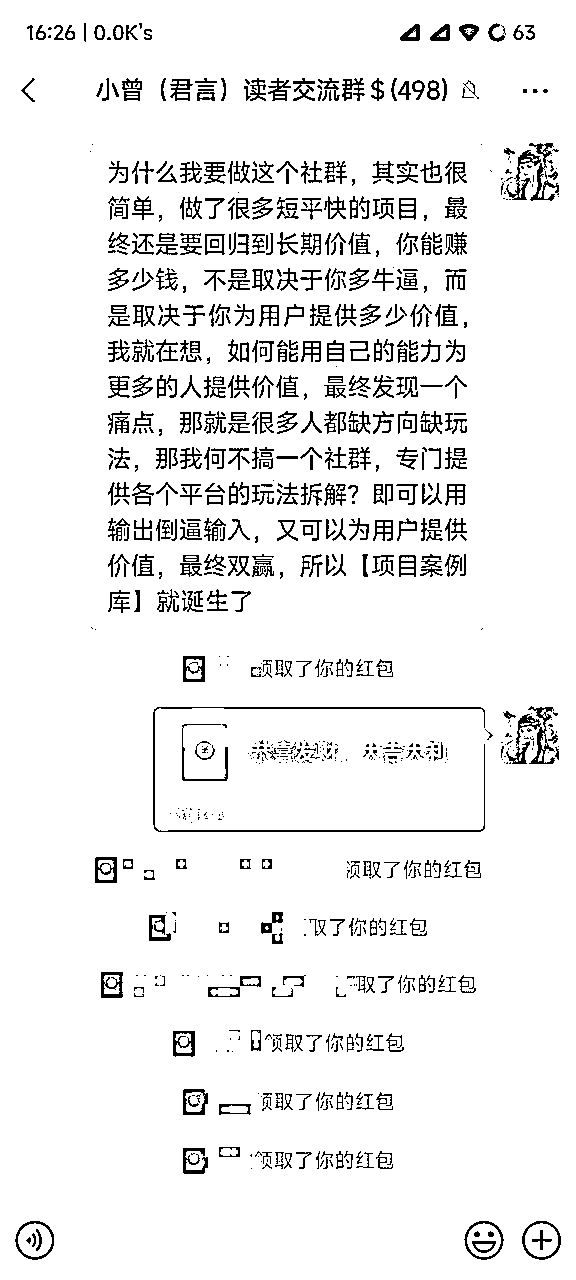 16:26 | 0.0K's
63
小曾（君言）读者交流群$(498)
为什么我要做这个社群，其实也很
简单，做了很多短平快的项目，最
终还是要回归到长期价值，你能赚
多少钱，不是取决于你多牛逼，而
是取决于你为用户提供多少价值，
我就在想，如何能用自己的能力为
更多的人提供价值，最终发现一个
痛点，那就是很多人都缺方向缺玩
法，那我何不搞一个社群，专门提
供各个平台的玩法拆解？即可以用
输出倒逼输入，又可以为用户提供
价值，最终双赢，所以【项目案例
库】就诞生了
领取了你的红包
恭喜发财，大吉大利
领取了你的红包
取了你的红包
取了你的红包
领取了你的红包
领取了你的红包
领取了你的红包